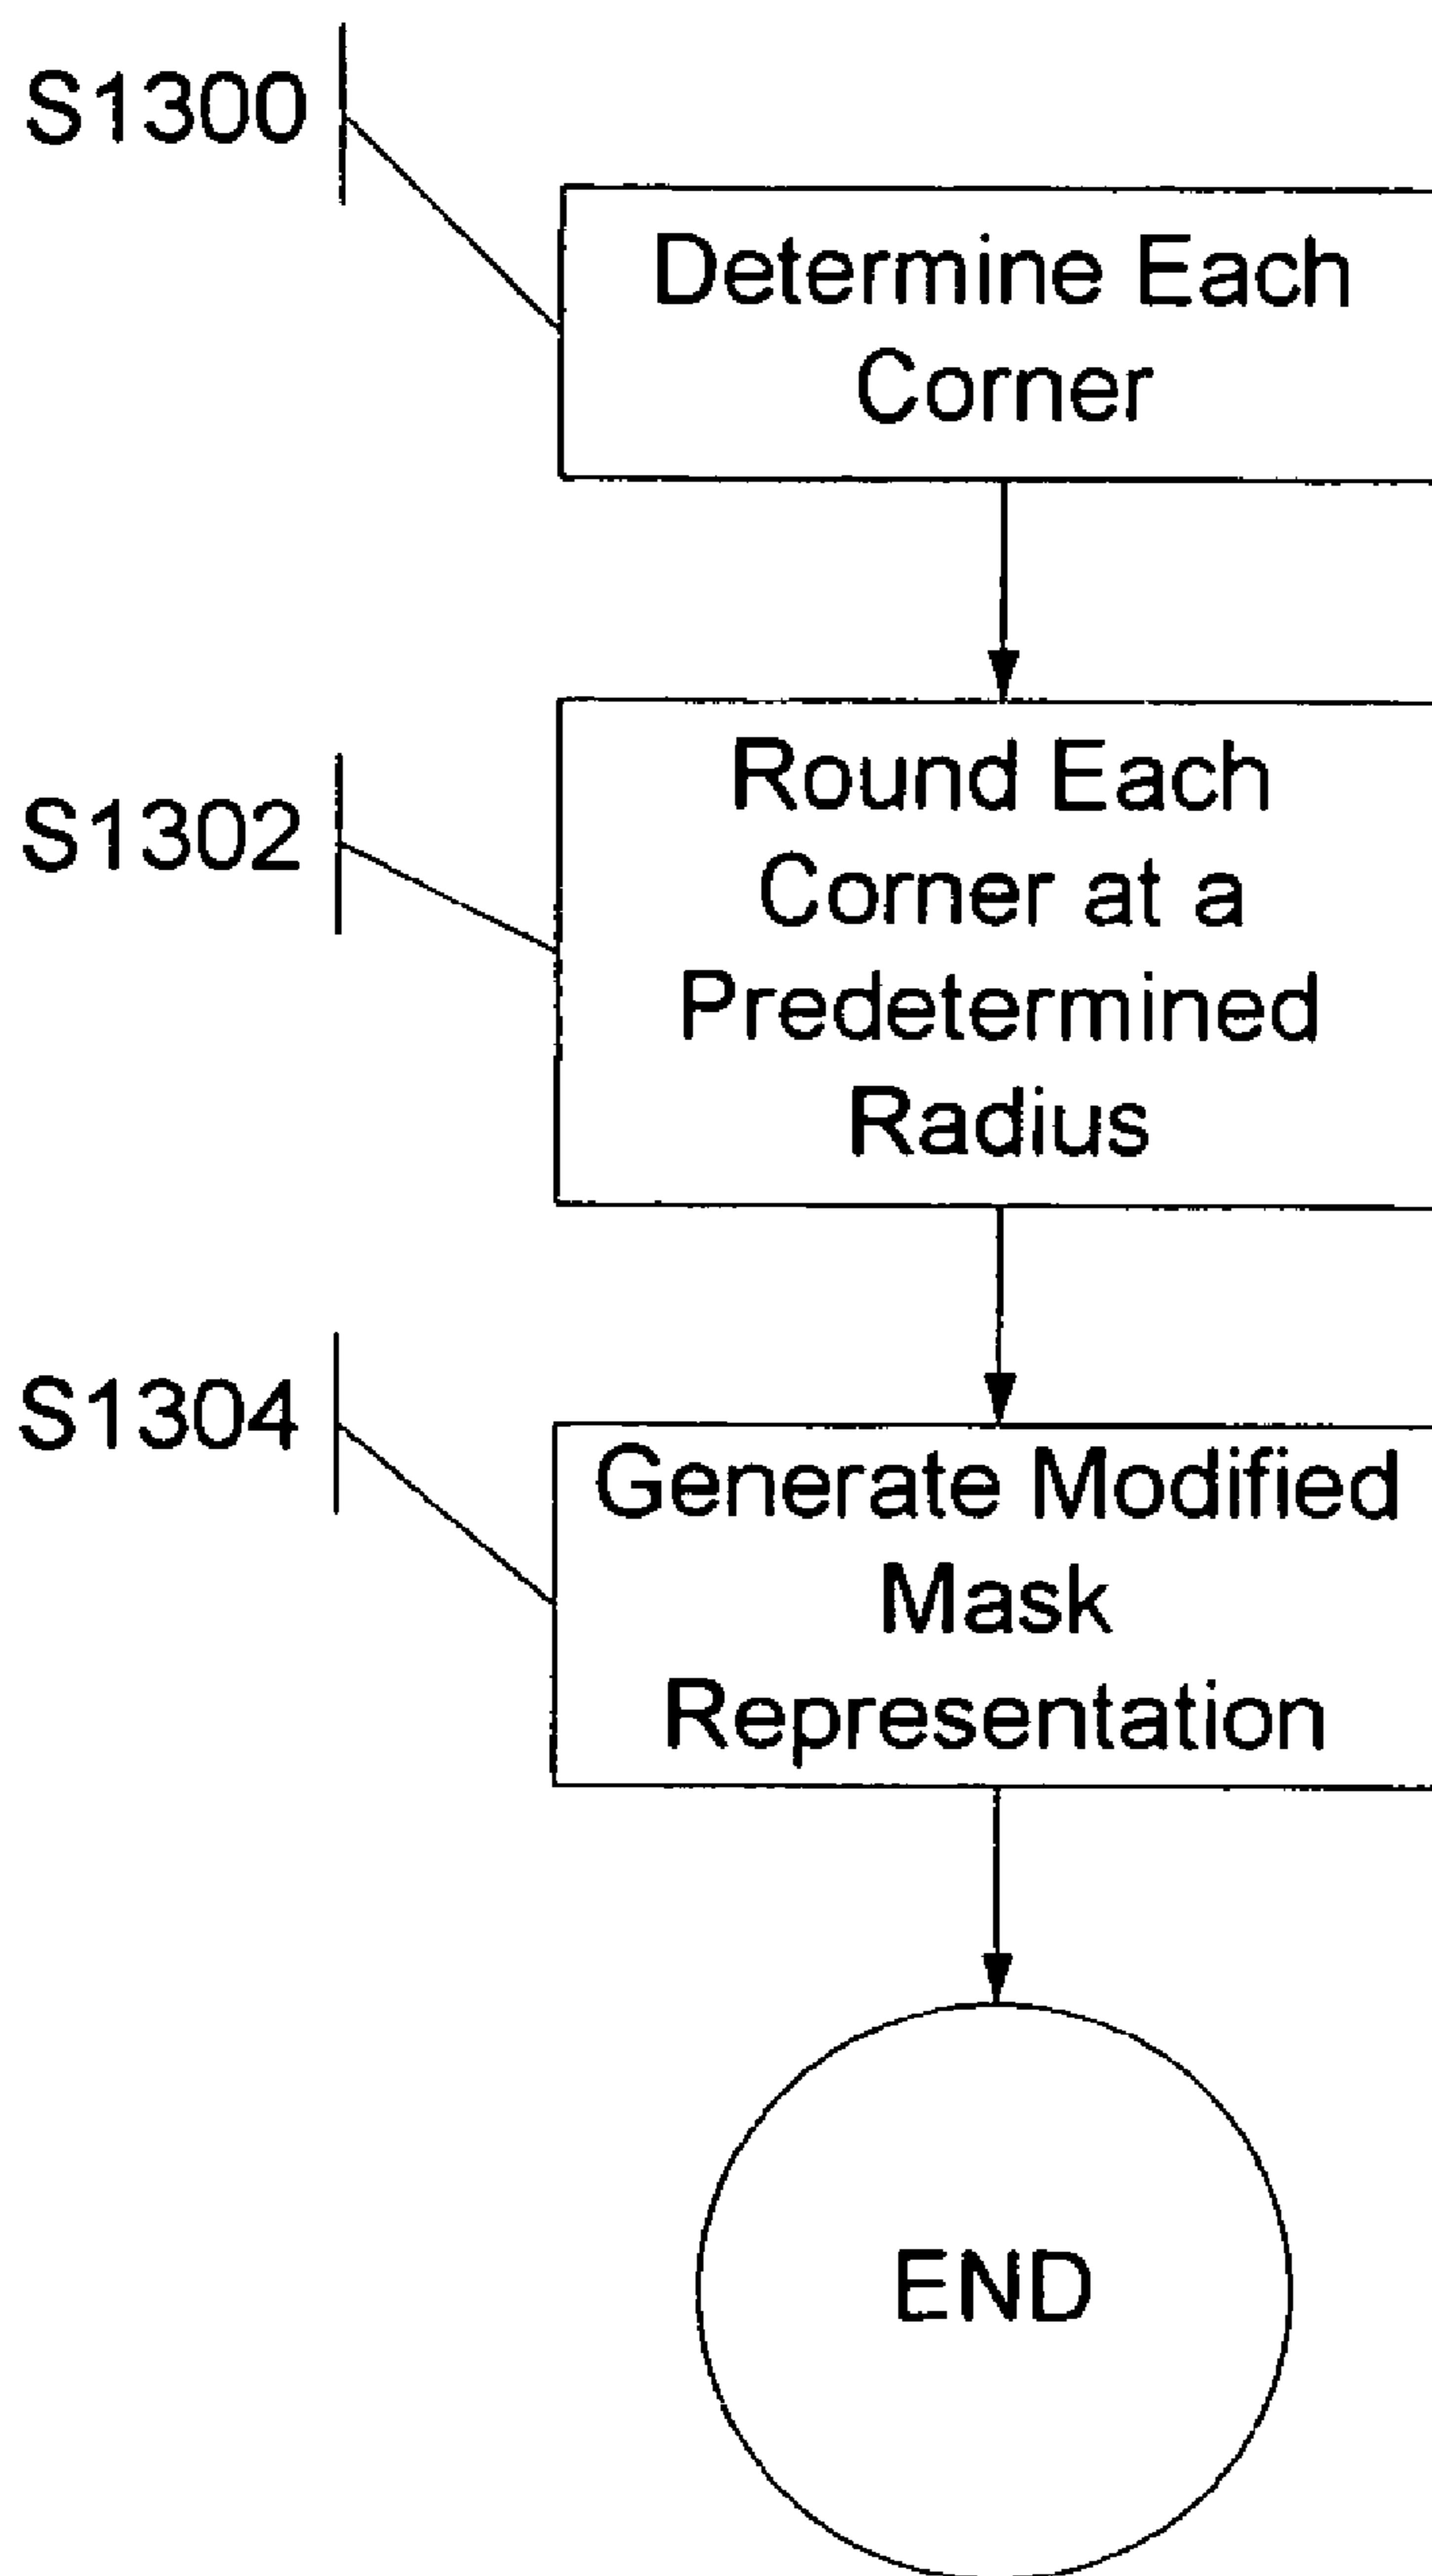 S1300
Determine Each
Corner
S1302
Round Each
Corner at a
Predetermined
Radius
S1304
Generate Modified
Mask
Representation
END